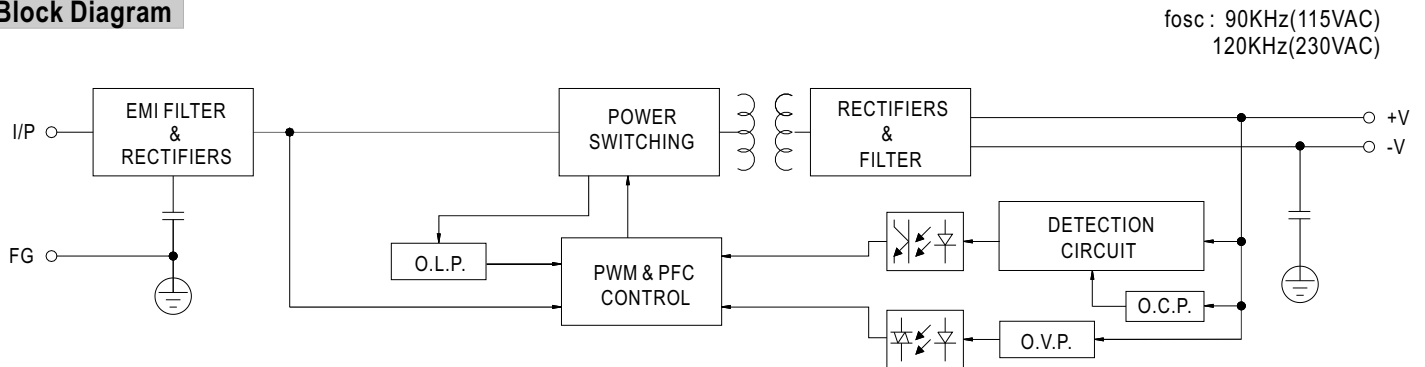 Block Diagram
fosc : 90KHz(115VAC)
120KHz(230VAC)
I/P
EMI FILTER
&
RECTIFIERS
POWER
SWITCHING
RECTIFIERS
&
FILTER
+V
-V
FG
O.L.P.
PWM & PFC
CONTROL
DETECTION
CIRCUIT
O.C.P.
O.V.P.